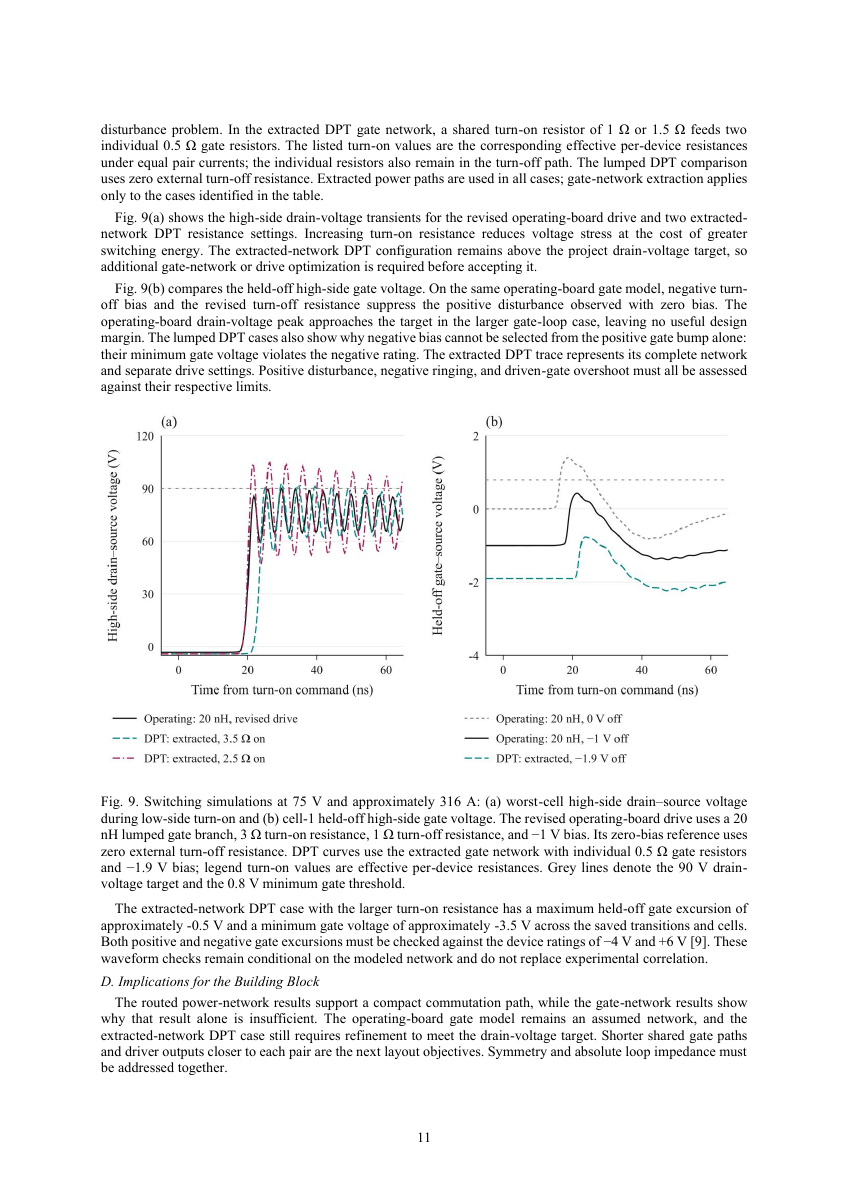 disturbance problem. In the extracted DPT gate network, a shared turn-on resistor of 1 Ω or 1.5 Ω feeds two
individual 0.5 Ω gate resistors. The listed turn-on values are the corresponding effective per-device resistances
under equal pair currents; the individual resistors also remain in the turn-off path. The lumped DPT comparison
uses zero external turn-off resistance. Extracted power paths are used in all cases; gate-network extraction applies
only to the cases identified in the table.
Fig. 9(a) shows the high-side drain-voltage transients for the revised operating-board drive and two extracted-
network DPT resistance settings. Increasing turn-on resistance reduces voltage stress at the cost of greater
switching energy. The extracted-network DPT configuration remains above the project drain-voltage target, so
additional gate-network or drive optimization is required before accepting it.
Fig. 9(b) compares the held-off high-side gate voltage. On the same operating-board gate model, negative turn-
off bias and the revised turn-off resistance suppress the positive disturbance observed with zero bias. The
operating-board drain-voltage peak approaches the target in the larger gate-loop case, leaving no useful design
margin. The lumped DPT cases also show why negative bias cannot be selected from the positive gate bump alone:
their minimum gate voltage violates the negative rating. The extracted DPT trace represents its complete network
and separate drive settings. Positive disturbance, negative ringing, and driven-gate overshoot must all be assessed
against their respective limits.
(a)
120
90
60
30
0
High-side drain–source voltage (V)
0 20 40 60
Time from turn-on command (ns)
Operating: 20 nH, revised drive
DPT: extracted, 3.5 Ω on
DPT: extracted, 2.5 Ω on
(b)
2
0
-2
-4
Held-off gate–source voltage (V)
0 20 40 60
Time from turn-on command (ns)
Operating: 20 nH, 0 V off
Operating: 20 nH, −1 V off
DPT: extracted, −1.9 V off
Fig. 9. Switching simulations at 75 V and approximately 316 A: (a) worst-cell high-side drain–source voltage
during low-side turn-on and (b) cell-1 held-off high-side gate voltage. The revised operating-board drive uses a 20
nH lumped gate branch, 3 Ω turn-on resistance, 1 Ω turn-off resistance, and −1 V bias. Its zero-bias reference uses
zero external turn-off resistance. DPT curves use the extracted gate network with individual 0.5 Ω gate resistors
and −1.9 V bias; legend turn-on values are effective per-device resistances. Grey lines denote the 90 V drain-
voltage target and the 0.8 V minimum gate threshold.
The extracted-network DPT case with the larger turn-on resistance has a maximum held-off gate excursion of
approximately -0.5 V and a minimum gate voltage of approximately -3.5 V across the saved transitions and cells.
Both positive and negative gate excursions must be checked against the device ratings of −4 V and +6 V [9]. These
waveform checks remain conditional on the modeled network and do not replace experimental correlation.
D. Implications for the Building Block
The routed power-network results support a compact commutation path, while the gate-network results show
why that result alone is insufficient. The operating-board gate model remains an assumed network, and the
extracted-network DPT case still requires refinement to meet the drain-voltage target. Shorter shared gate paths
and driver outputs closer to each pair are the next layout objectives. Symmetry and absolute loop impedance must
be addressed together.
11